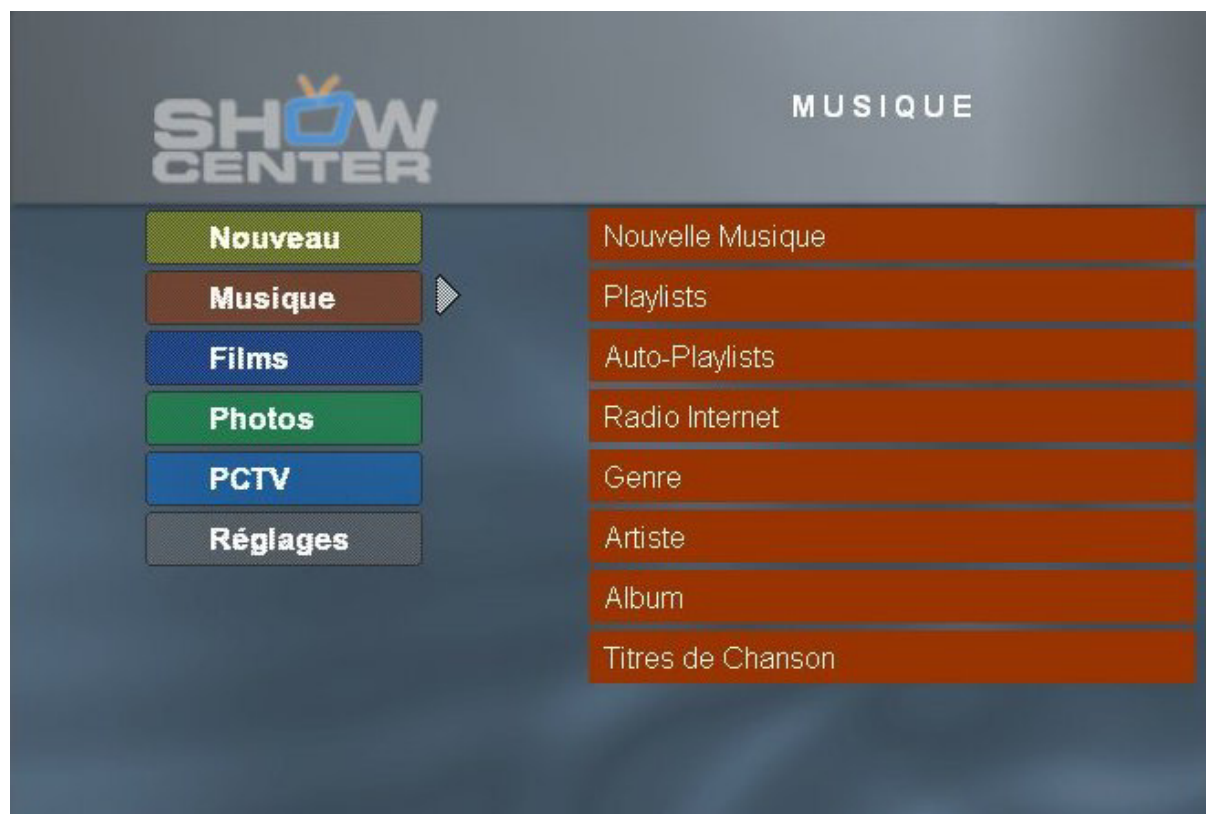 SHOW
CENTER
MUSIQUE
Nouveau
Musique
Films
Photos
PCTV
Réglages
Nouvelle Musique
Playlists
Auto-Playlists
Radio Internet
Genre
Artiste
Album
Titres de Chanson